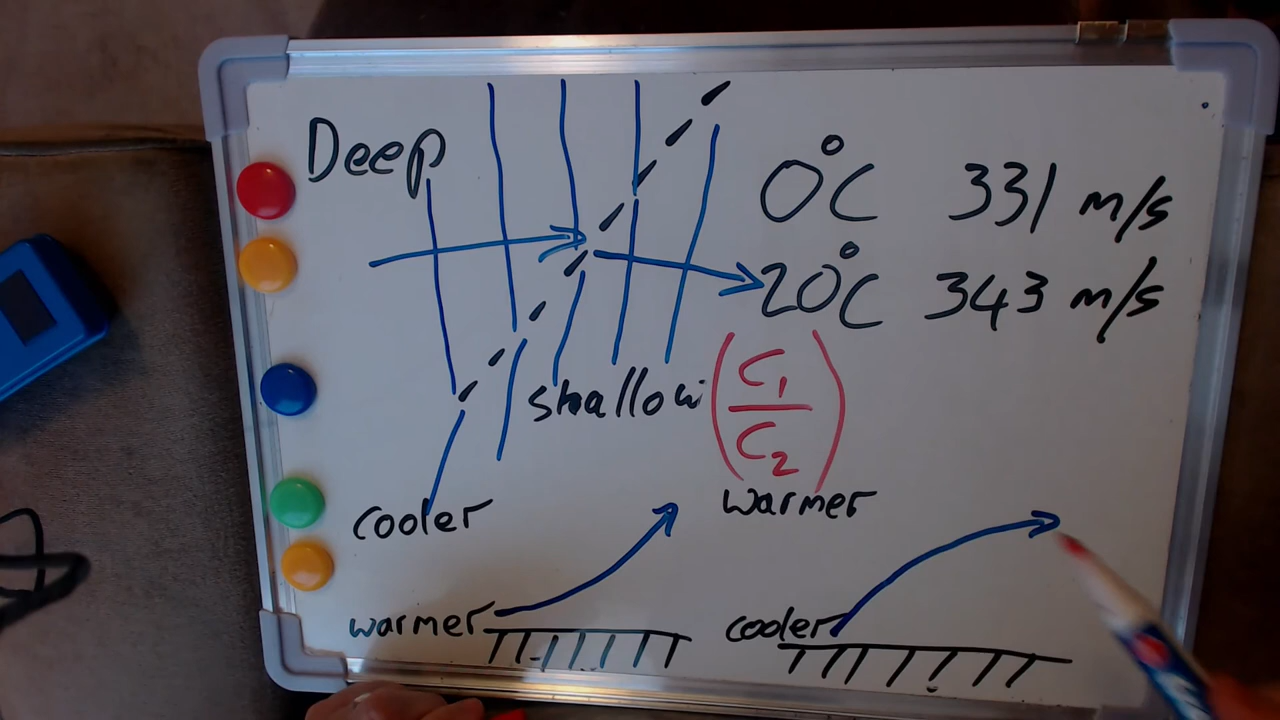 Deep
0°C 331 m/s
20°C 343 m/s
shallow
(C1/C2)
cooler
warmer
warmer
cooler